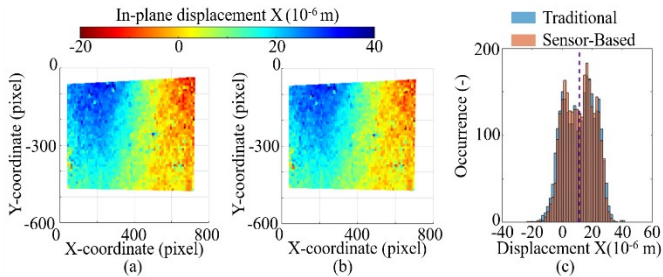 In-plane displacement X (10-6 m)
-20 0 20 40
Traditional
Sensor-Based
0
-300
-600
Y-coordinate (pixel)
0 400 800
X-coordinate (pixel)
(a)
0
-300
-600
Y-coordinate (pixel)
0 400 800
X-coordinate (pixel)
(b)
200
100
0
Occurrence (-)
-40 -20 0 20 40 60
Displacement X(10-6 m)
(c)